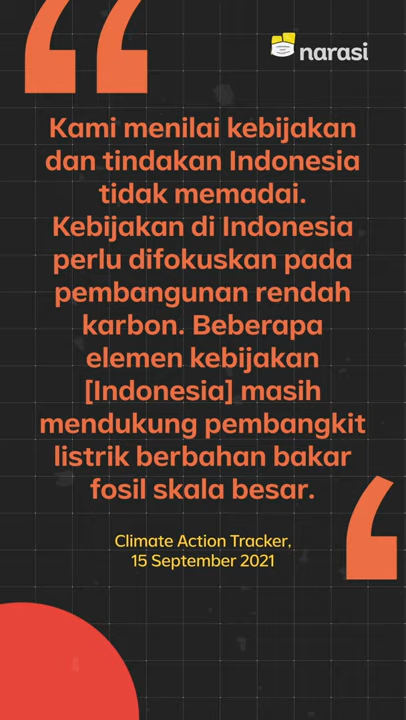 narasi
Kami menilai kebijakan
dan tindakan Indonesia
tidak memadai.
Kebijakan di Indonesia
perlu difokuskan pada
pembangunan rendah
karbon. Beberapa
elemen kebijakan
[Indonesia] masih
mendukung pembangkit
listrik berbahan bakar
fosil skala besar.
Climate Action Tracker,
15 September 2021